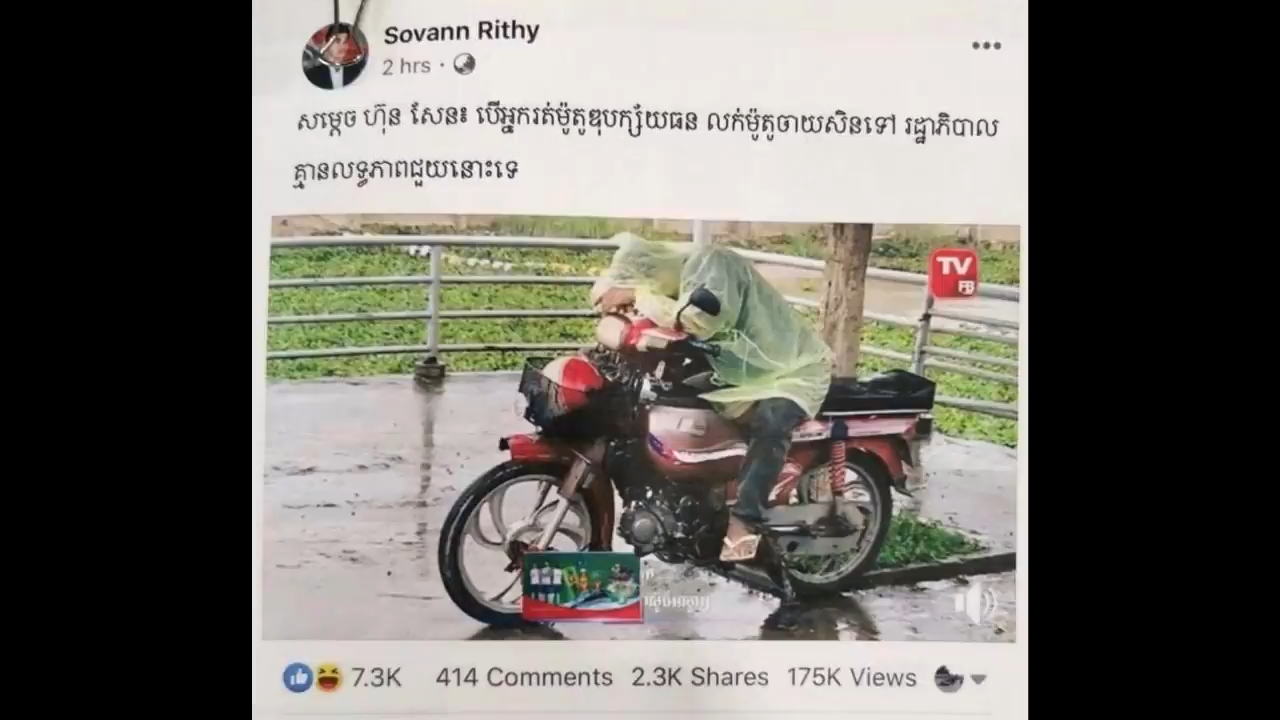 Sovann Rithy
2 hrs ·
សម្តេច ហ៊ុន សែន៖ បើអ្នករត់ម៉ូតូឌុបក្ស័យធន លក់ម៉ូតូចាយសិនទៅ រដ្ឋាភិបាល
គ្មានលទ្ធភាពជួយនោះទេ
TV
FB
7.3K 414 Comments 2.3K Shares 175K Views